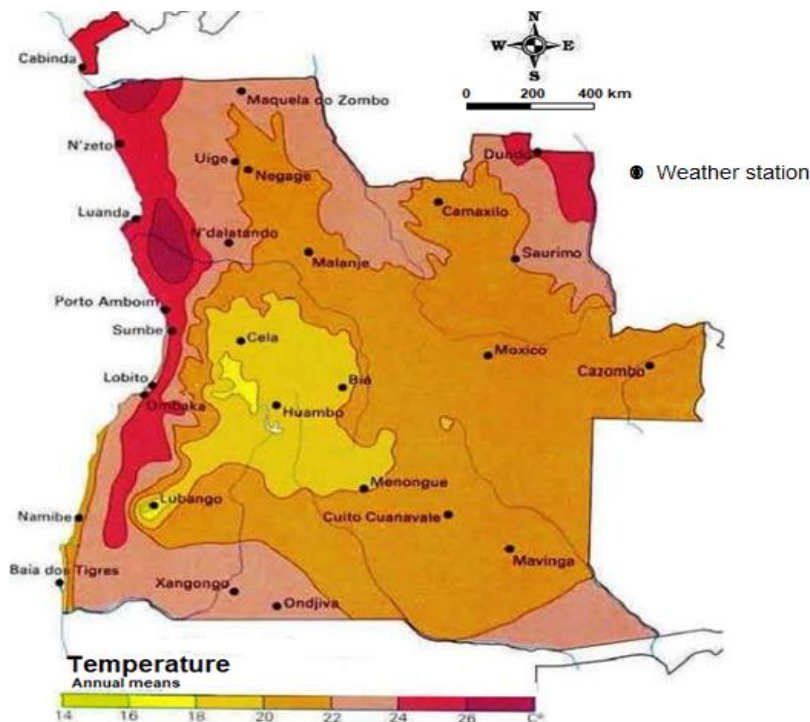 N
W E
S
Cabinda
0 200 400 km
Maquela do Zombo
N'zeto
Uige
Negage
Dundo
Weather station
Luanda
Camaxilo
N'dalatando
Malanje
Saurimo
Porto Amboim
Sumbe
Cela
Moxico
Cazombo
Lobito
Bié
Ombaka
Huambo
Menongue
Lubango
Namibe
Cuito Cuanavale
Mavinga
Baía dos Tigres
Xangongo
Ondjiva
Temperature
Annual means
14 16 18 20 22 24 26 C°